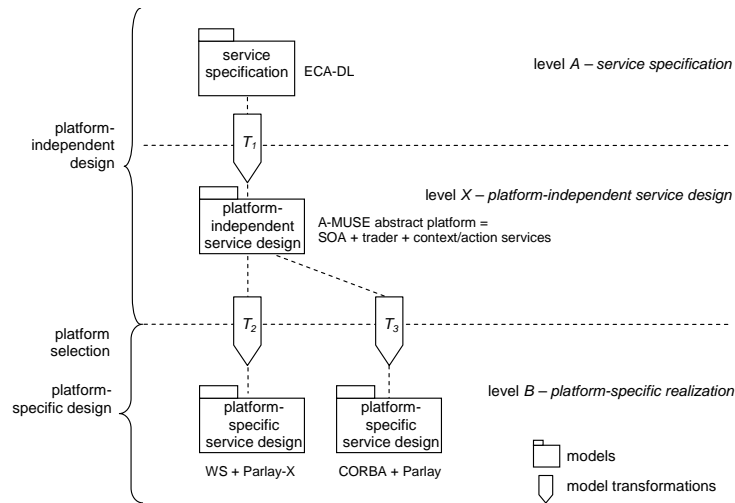 service
specification
ECA-DL
level A – service specification
platform-
independent
design
T1
level X – platform-independent service design
platform-
independent
service design
A-MUSE abstract platform =
SOA + trader + context/action services
platform
selection
T2
T3
platform-
specific design
level B – platform-specific realization
platform-
specific
service design
platform-
specific
service design
WS + Parlay-X
CORBA + Parlay
models
model transformations